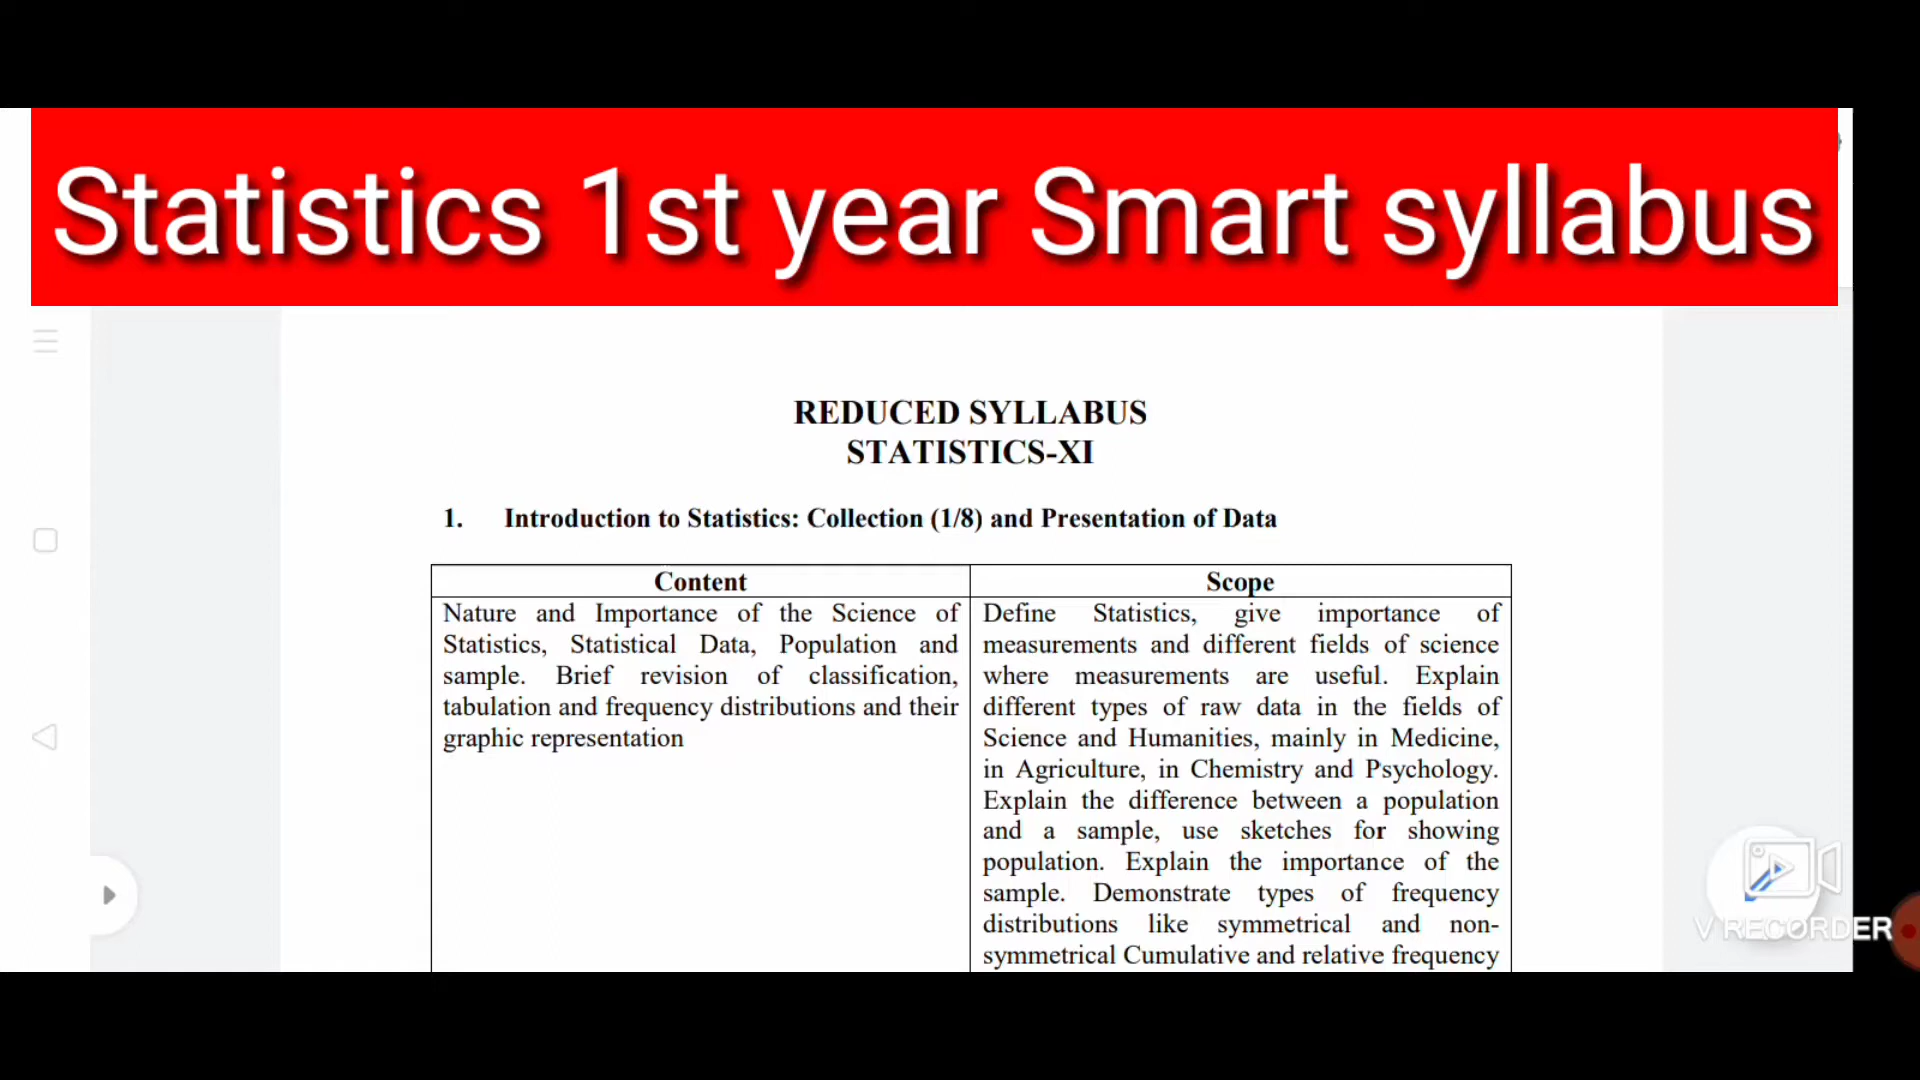 Statistics 1st year Smart syllabus
REDUCED SYLLABUS
STATISTICS-XI
1. Introduction to Statistics: Collection (1/8) and Presentation of Data
Content
Nature and Importance of the Science of
Statistics, Statistical Data, Population and
sample. Brief revision of classification,
tabulation and frequency distributions and their
graphic representation
Scope
Define Statistics, give importance of
measurements and different fields of science
where measurements are useful. Explain
different types of raw data in the fields of
Science and Humanities, mainly in Medicine,
in Agriculture, in Chemistry and Psychology.
Explain the difference between a population
and a sample, use sketches for showing
population. Explain the importance of the
sample. Demonstrate types of frequency
distributions like symmetrical and non-
symmetrical Cumulative and relative frequency
V RECORDER